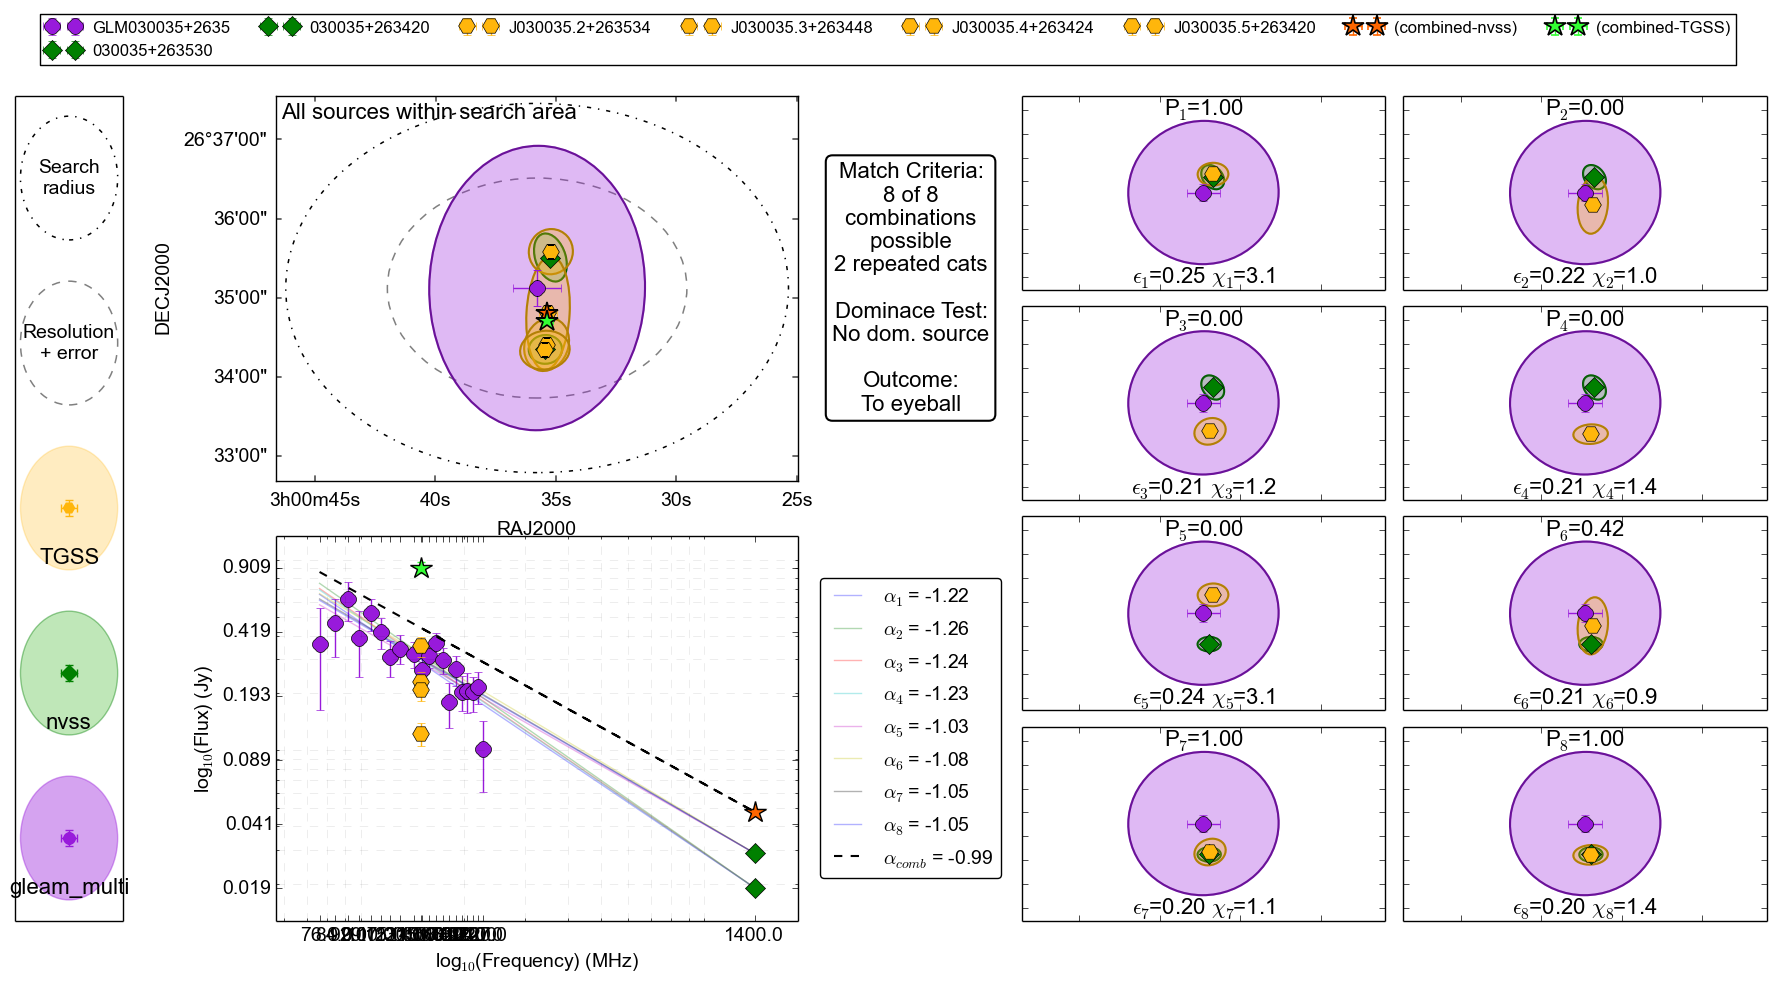 GLM030035+2635
030035+263420
J030035.2+263534
J030035.3+263448
J030035.4+263424
J030035.5+263420
(combined-nvss)
(combined-TGSS)
030035+263530
Search
radius
Resolution
+ error
TGSS
nvss
gleam_multi
All sources within search area
26°37'00"
36'00"
35'00"
34'00"
33'00"
DECJ2000
3h00m45s
40s
35s
30s
25s
RAJ2000
Match Criteria:
8 of 8
combinations
possible
2 repeated cats
Dominace Test:
No dom. source
Outcome:
To eyeball
0.909
0.419
0.193
0.089
0.041
0.019
log10(Flux) (Jy)
1400.0
log10(Frequency) (MHz)
α1 = -1.22
α2 = -1.26
α3 = -1.24
α4 = -1.23
α5 = -1.03
α6 = -1.08
α7 = -1.05
α8 = -1.05
αcomb = -0.99
P1=1.00
ϵ1=0.25 χ1=3.1
P2=0.00
ϵ2=0.22 χ2=1.0
P3=0.00
ϵ3=0.21 χ3=1.2
P4=0.00
ϵ4=0.21 χ4=1.4
P5=0.00
ϵ5=0.24 χ5=3.1
P6=0.42
ϵ6=0.21 χ6=0.9
P7=1.00
ϵ7=0.20 χ7=1.1
P8=1.00
ϵ8=0.20 χ8=1.4